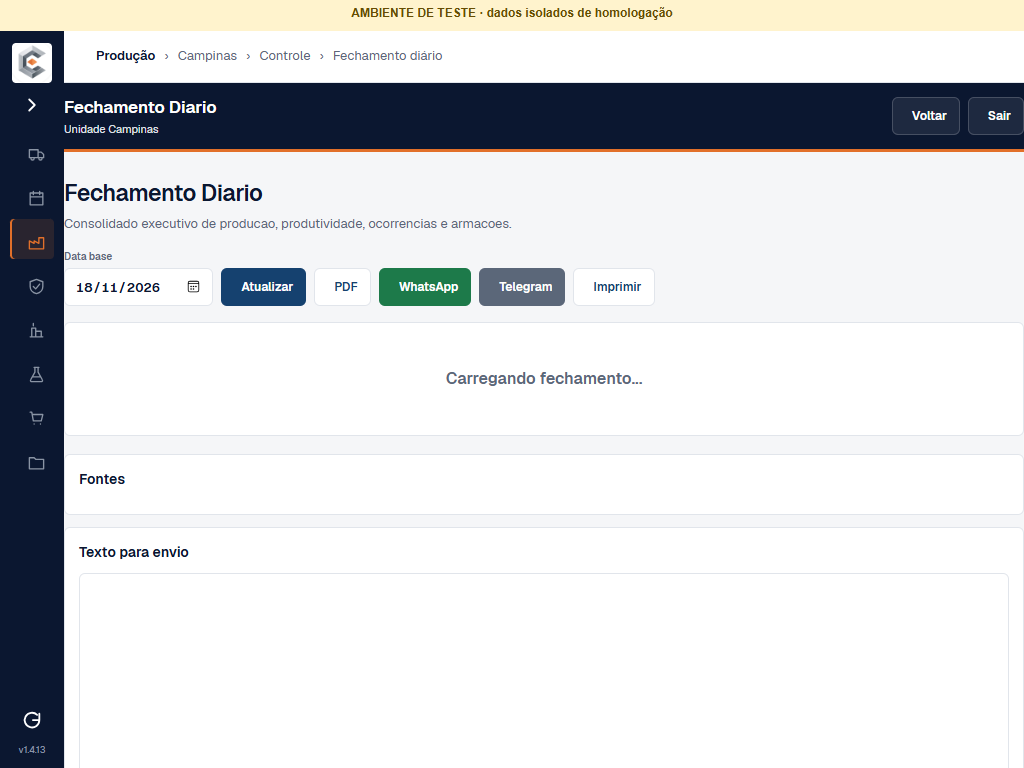 AMBIENTE DE TESTE · dados isolados de homologação
Produção › Campinas › Controle › Fechamento diário
Fechamento Diario
Unidade Campinas
Voltar
Sair
Fechamento Diario
Consolidado executivo de producao, produtividade, ocorrencias e armacoes.
Data base
18/11/2026
Atualizar
PDF
WhatsApp
Telegram
Imprimir
Carregando fechamento...
Fontes
Texto para envio
v1.4.13